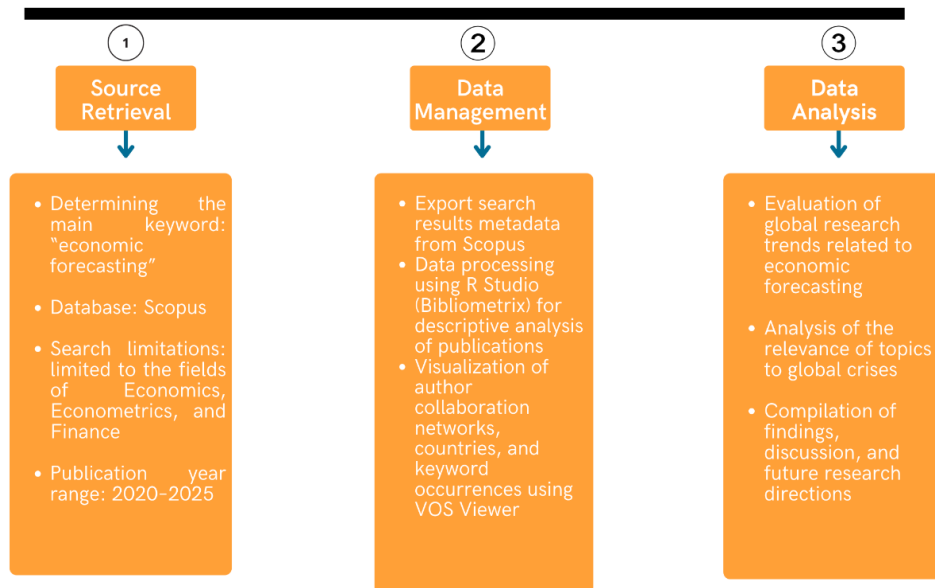 1
Source
Retrieval
• Determining the
main keyword:
“economic
forecasting”
• Database: Scopus
• Search limitations:
limited to the fields
of Economics,
Econometrics, and
Finance
• Publication year
range: 2020-2025
2
Data
Management
• Export search
results metadata
from Scopus
• Data processing
using R Studio
(Bibliometrix) for
descriptive analysis
of publications
• Visualization of
author
collaboration
networks,
countries, and
keyword
occurrences using
VOS Viewer
3
Data
Analysis
• Evaluation of
global research
trends related to
economic
forecasting
• Analysis of the
relevance of topics
to global crises
• Compilation of
findings,
discussion, and
future research
directions